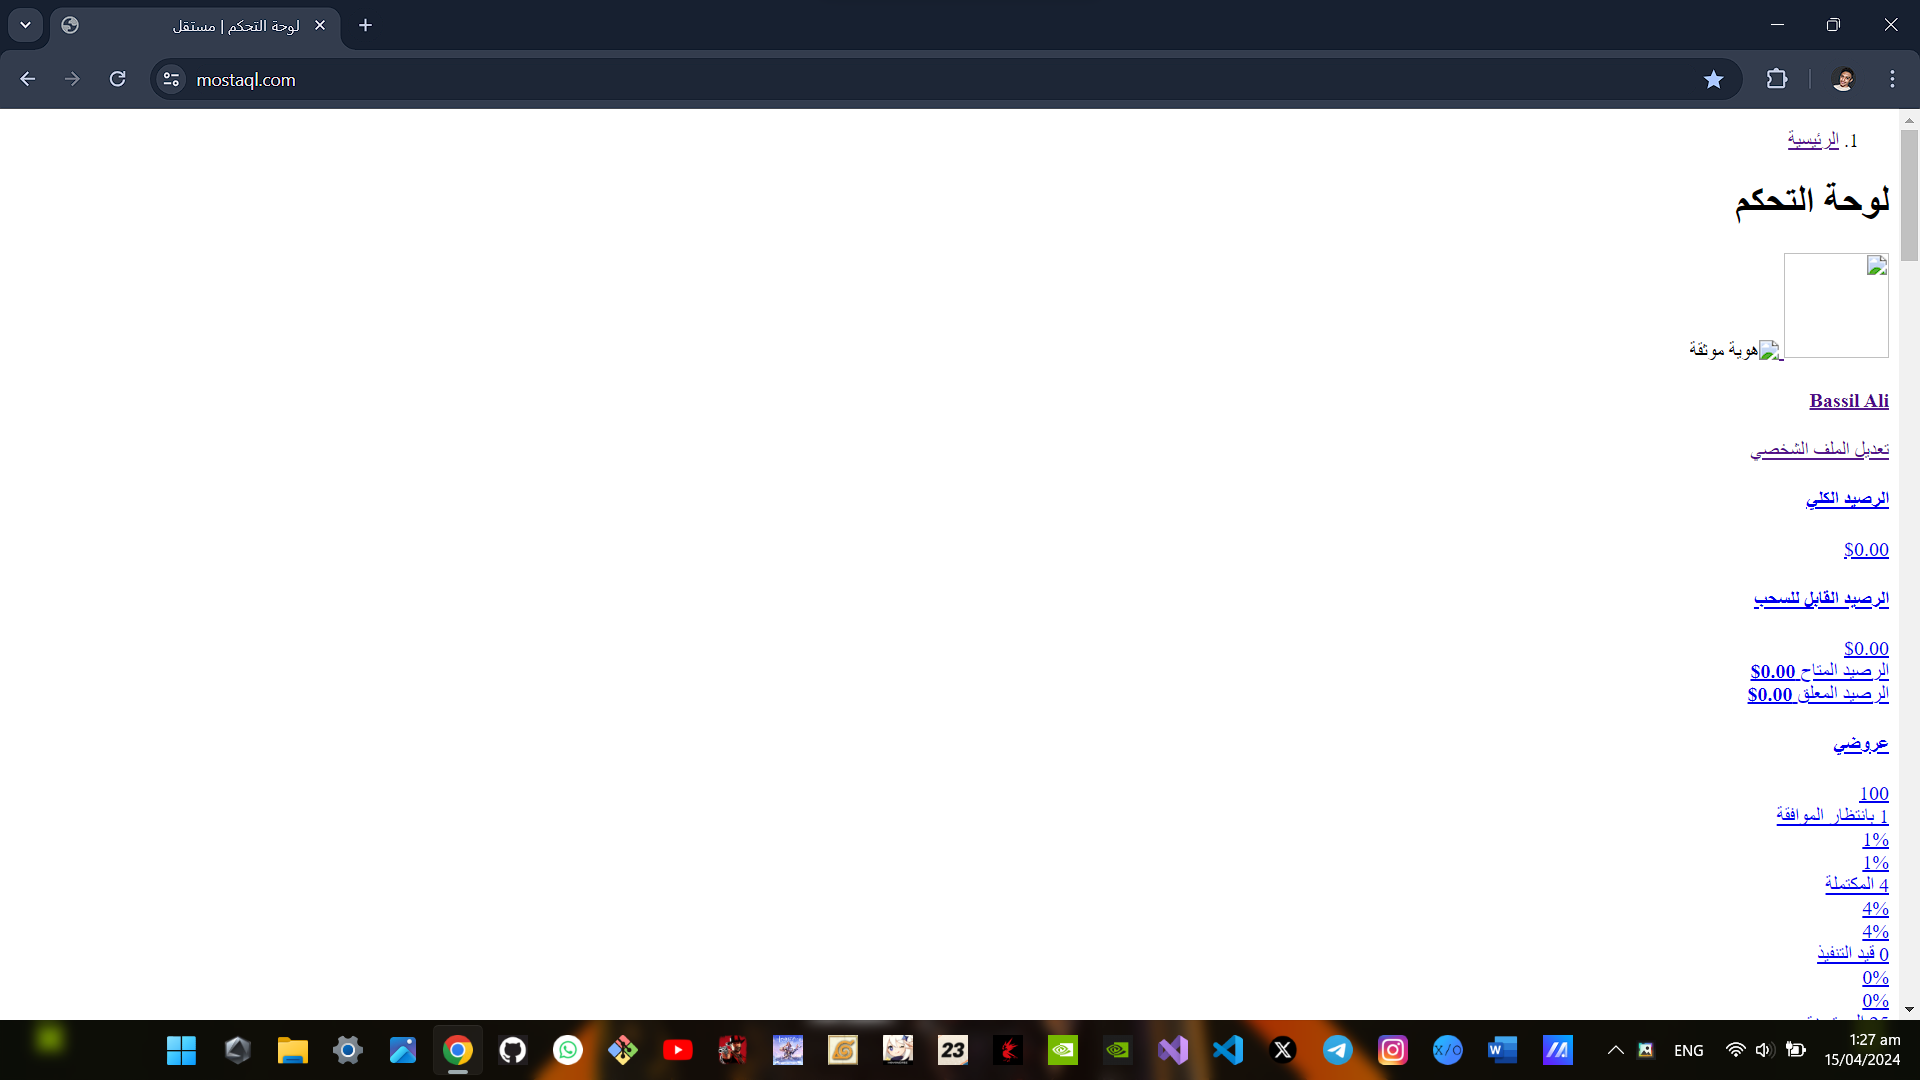 لوحة التحكم | مستقل
mostaql.com
1. الرئيسية
لوحة التحكم
هوية موثقة
Bassil Ali
تعديل الملف الشخصي
الرصيد الكلي
$0.00
الرصيد القابل للسحب
$0.00
الرصيد المتاح $0.00
الرصيد المعلق $0.00
عروضي
100
1 بانتظار الموافقة
1%
1%
4 المكتملة
4%
4%
0 قيد التنفيذ
0%
0%
23
X/O
W
ENG
1:27 am
15/04/2024